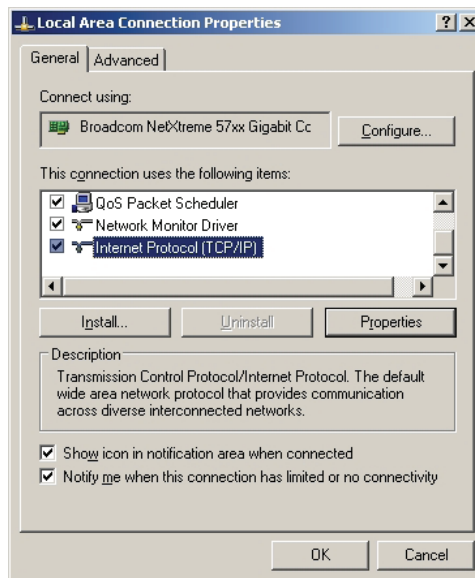 Local Area Connection Properties
General
Advanced
Connect using:
Broadcom NetXtreme 57xx Gigabit Cc
Configure...
This connection uses the following items:
QoS Packet Scheduler
Network Monitor Driver
Internet Protocol (TCP/IP)
Install...
Uninstall
Properties
Description
Transmission Control Protocol/Internet Protocol. The default
wide area network protocol that provides communication
across diverse interconnected networks.
Show icon in notification area when connected
Notify me when this connection has limited or no connectivity
OK
Cancel